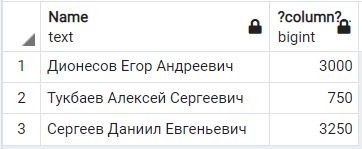 Name ?column?
text bigint
1 Дионесов Егор Андреевич 3000
2 Тукбаев Алексей Сергеевич 750
3 Сергеев Даниил Евгеньевич 3250